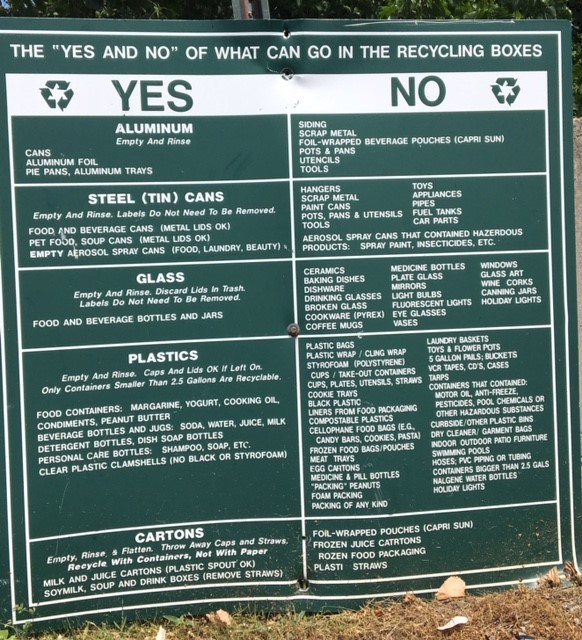 THE "YES AND NO" OF WHAT CAN GO IN THE RECYCLING BOXES
YES
NO
ALUMINUM
Empty And Rinse
CANS
ALUMINUM FOIL
PIE PANS, ALUMINUM TRAYS
SIDING
SCRAP METAL
FOIL-WRAPPED BEVERAGE POUCHES (CAPRI SUN)
POTS & PANS
UTENCILS
TOOLS
STEEL (TIN) CANS
Empty And Rinse. Labels Do Not Need To Be Removed.
FOOD AND BEVERAGE CANS (METAL LIDS OK)
PET FOOD, SOUP CANS (METAL LIDS OK)
EMPTY AEROSOL SPRAY CANS (FOOD, LAUNDRY, BEAUTY)
HANGERS
SCRAP METAL
PAINT CANS
POTS, PANS & UTENSILS
TOOLS
TOYS
APPLIANCES
PIPES
FUEL TANKS
CAR PARTS
AEROSOL SPRAY CANS THAT CONTAINED HAZARDOUS
PRODUCTS: SPRAY PAINT, INSECTICIDES, ETC.
GLASS
Empty And Rinse. Discard Lids In Trash.
Labels Do Not Need To Be Removed.
FOOD AND BEVERAGE BOTTLES AND JARS
CERAMICS
BAKING DISHES
DISHWARE
DRINKING GLASSES
BROKEN GLASS
COOKWARE (PYREX)
COFFEE MUGS
MEDICINE BOTTLES
PLATE GLASS
MIRRORS
LIGHT BULBS
FLUORESCENT LIGHTS
EYE GLASSES
VASES
WINDOWS
GLASS ART
WINE CORKS
CANNING JARS
HOLIDAY LIGHTS
PLASTICS
Empty And Rinse. Caps And Lids OK If Left On.
Only Containers Smaller Than 2.5 Gallons Are Recyclable.
FOOD CONTAINERS: MARGARINE, YOGURT, COOKING OIL,
CONDIMENTS, PEANUT BUTTER
BEVERAGE BOTTLES AND JUGS: SODA, WATER, JUICE, MILK
DETERGENT BOTTLES, DISH SOAP BOTTLES
PERSONAL CARE BOTTLES: SHAMPOO, SOAP, ETC.
CLEAR PLASTIC CLAMSHELLS (NO BLACK OR STYROFOAM)
PLASTIC BAGS
PLASTIC WRAP / CLING WRAP
STYROFOAM (POLYSTYRENE)
CUPS / TAKE-OUT CONTAINERS
CUPS, PLATES, UTENSILS, STRAWS
COOKIE TRAYS
BLACK PLASTIC
LINERS FROM FOOD PACKAGING
COMPOSTABLE PLASTICS
CELLOPHANE FOOD BAGS (E.G.,
CANDY BARS, COOKIES, PASTA)
FROZEN FOOD BAGS/POUCHES
MEAT TRAYS
EGG CARTONS
MEDICINE & PILL BOTTLES
"PACKING" PEANUTS
FOAM PACKING
PACKING OF ANY KIND
LAUNDRY BASKETS
TOYS & FLOWER POTS
5 GALLON PAILS; BUCKETS
VCR TAPES, CD'S, CASES
TARPS
CONTAINERS THAT CONTAINED:
MOTOR OIL, ANTI-FREEZE,
PESTICIDES, POOL CHEMICALS OR
OTHER HAZARDOUS SUBSTANCES
CURBSIDE/OTHER PLASTIC BINS
DRY CLEANER/ GARMENT BAGS
INDOOR OUTDOOR PATIO FURNITURE
SWIMMING POOLS
HOSES; PVC PIPING OR TUBING
CONTAINERS BIGGER THAN 2.5 GALS
NALGENE WATER BOTTLES
HOLIDAY LIGHTS
CARTONS
Empty, Rinse & Flatten. Throw Away Caps and Straws.
Recycle With Containers, Not With Paper
MILK AND JUICE CARTONS (PLASTIC SPOUT OK)
SOYMILK, SOUP AND DRINK BOXES (REMOVE STRAWS)
FOIL-WRAPPED POUCHES (CAPRI SUN)
FROZEN JUICE CATRTONS
ROZEN FOOD PACKAGING
PLASTI STRAWS